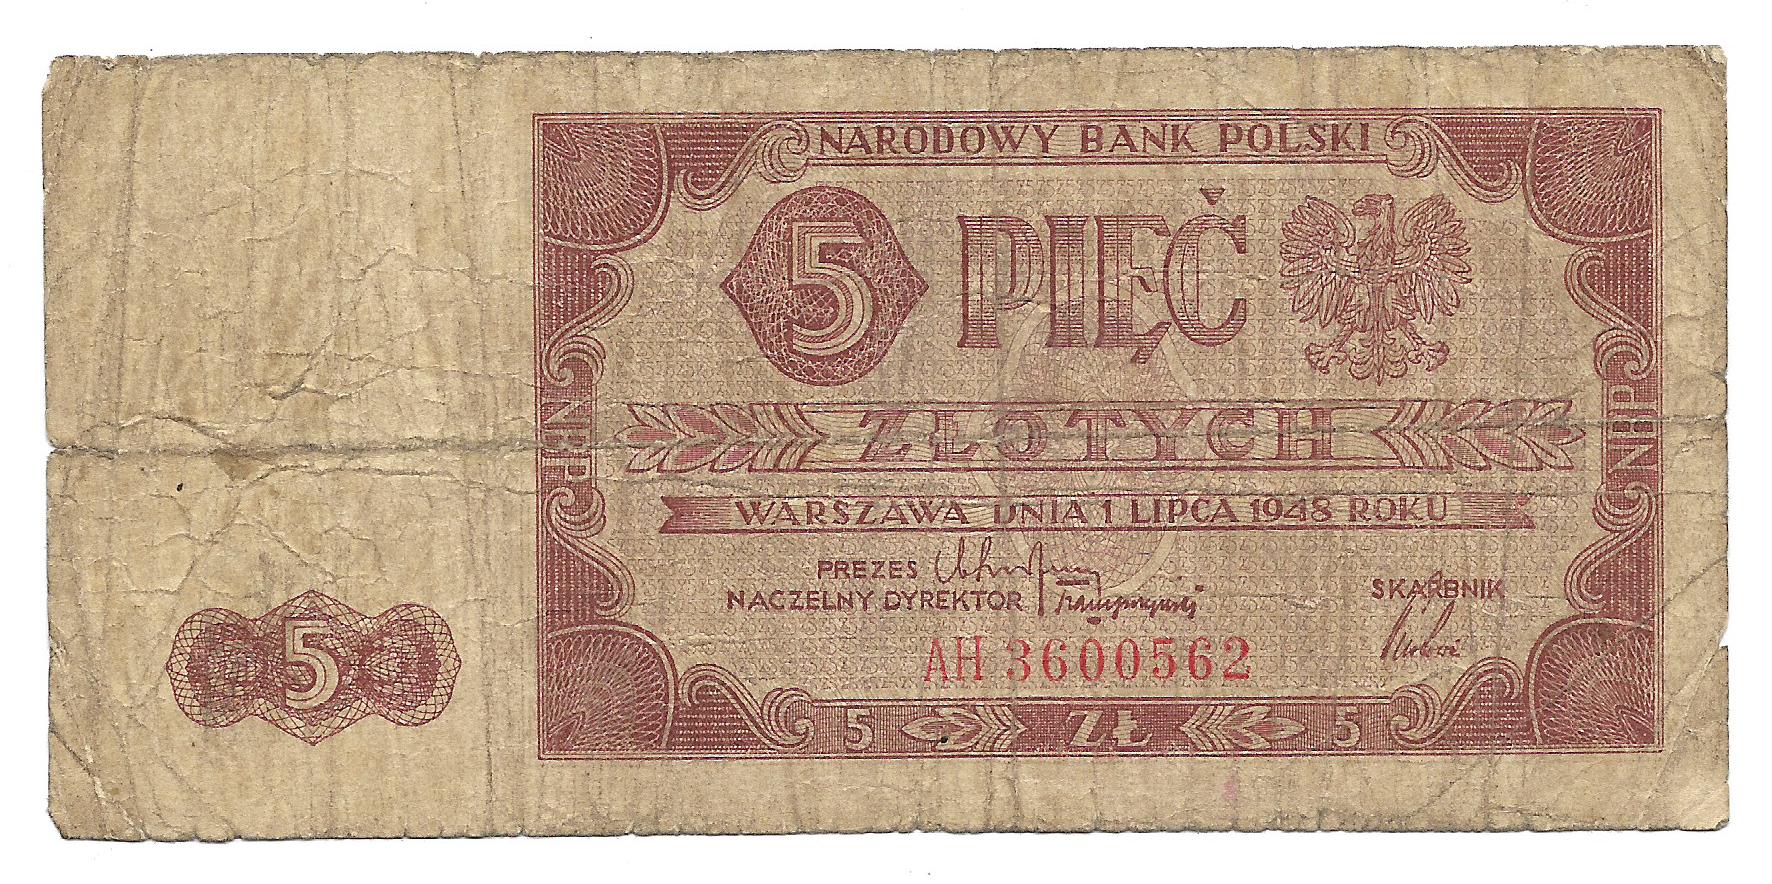 NARODOWY BANK POLSKI
5 PIĘĆ
ZŁOTYCH
NBP
NBP
WARSZAWA DNIA 1 LIPCA 1948 ROKU
PREZES
NACZELNY DYREKTOR
SKARBNIK
AH 3600562
5
5 ZŁ 5